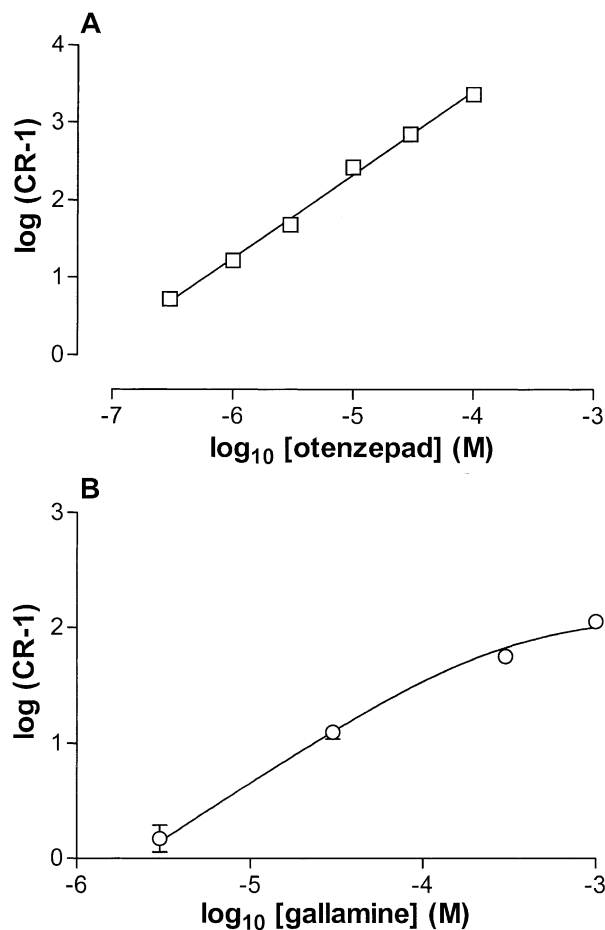 A
4
3
2
1
0
log (CR-1)
-7 -6 -5 -4 -3
log10 [otenzepad] (M)
B
3
2
1
0
log (CR-1)
-6 -5 -4 -3
log10 [gallamine] (M)